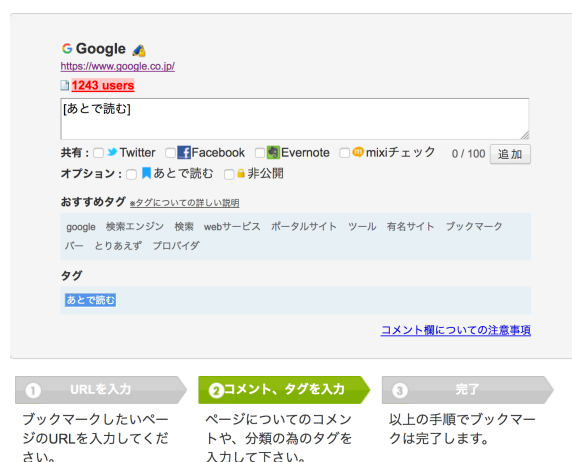 G Google
https://www.google.co.jp/
1243 users
[あとで読む]
共有 : Twitter Facebook Evernote mixiチェック 0 / 100 追加
オプション : あとで読む 非公開
おすすめタグ ※タグについての詳しい説明
google 検索エンジン 検索 webサービス ポータルサイト ツール 有名サイト ブックマーク
バー とりあえず プロバイダ
タグ
あとで読む
コメント欄についての注意事項
1 URLを入力 2 コメント、タグを入力 3 完了
ブックマークしたいペー
ジのURLを入力してくだ
さい。
ページについてのコメン
トや、分類の為のタグを
入力して下さい。
以上の手順でブックマー
クは完了します。